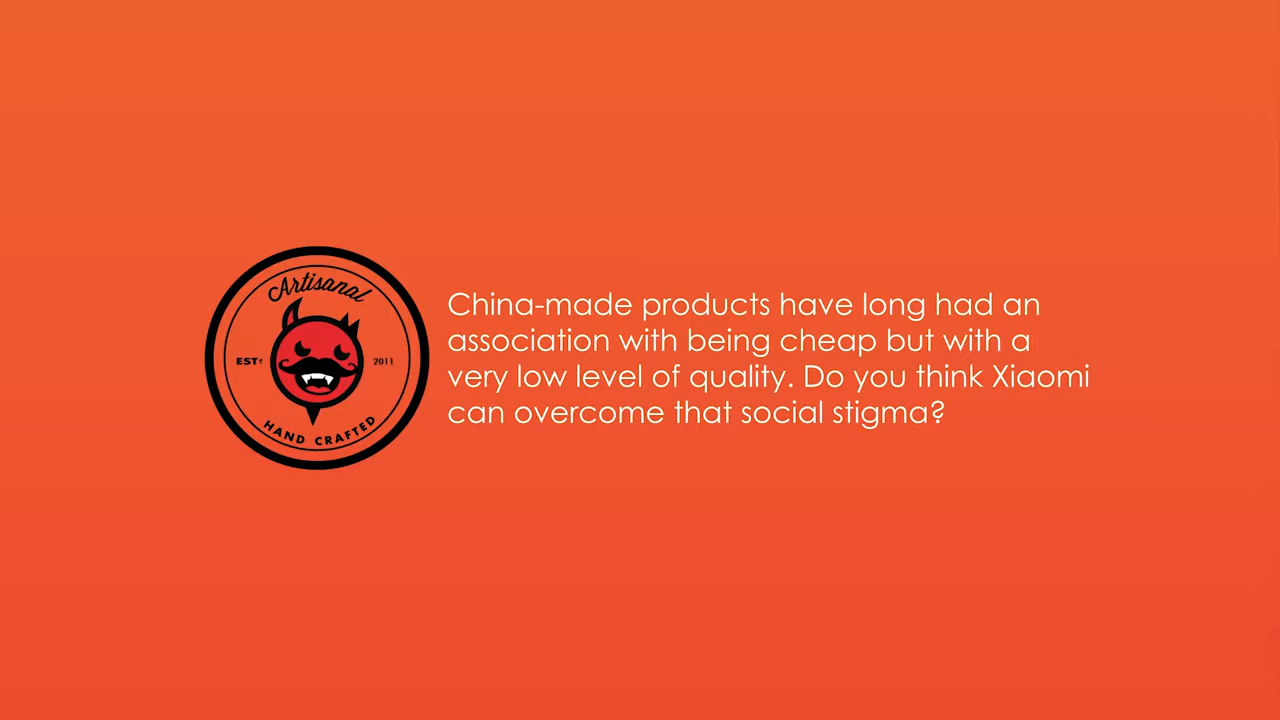 Artisanal
EST. 2011
HAND CRAFTED
China-made products have long had an
association with being cheap but with a
very low level of quality. Do you think Xiaomi
can overcome that social stigma?